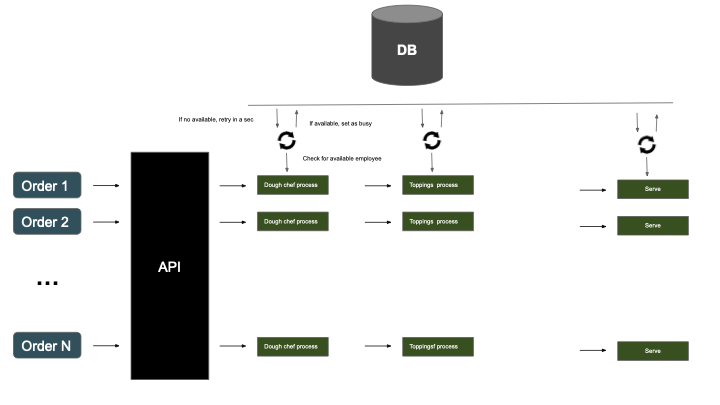 DB
If no available, retry in a sec
If available, set as busy
Check for available employee
Order 1
Dough chef process
Toppings process
Serve
Order 2
Dough chef process
Toppings process
Serve
API
...
Order N
Dough chef process
Toppingsf process
Serve